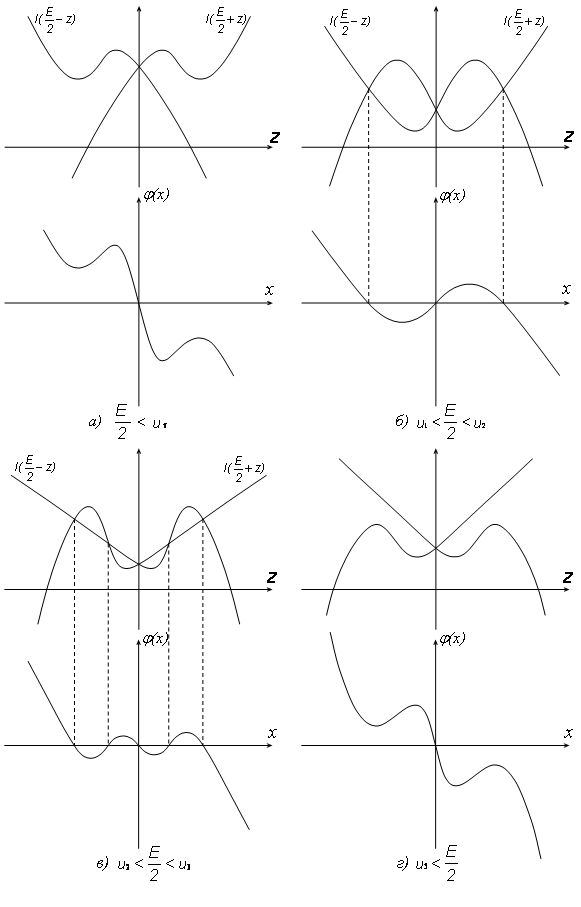 I(E/2 − z) I(E/2 + z)
z
φ(x)
x
а) E/2 < u₁
I(E/2 − z) I(E/2 + z)
z
φ(x)
x
б) u₁ < E/2 < u₂
I(E/2 − z) I(E/2 + z)
z
φ(x)
x
в) u₂ < E/2 < u₃
z
φ(x)
x
г) u₃ < E/2